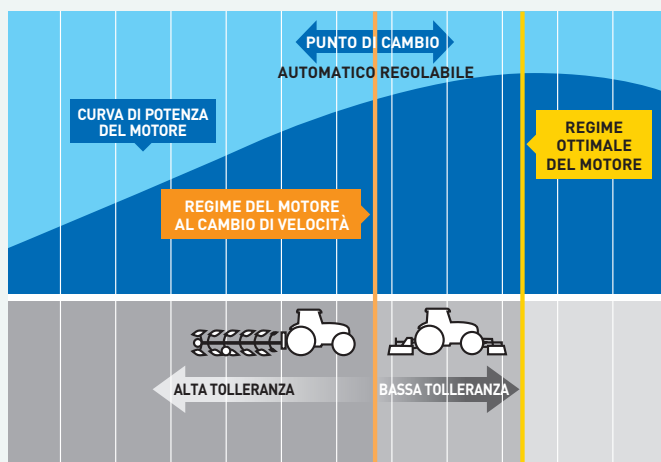 PUNTO DI CAMBIO
AUTOMATICO REGOLABILE
CURVA DI POTENZA
DEL MOTORE
REGIME
OTTIMALE
DEL MOTORE
REGIME DEL MOTORE
AL CAMBIO DI VELOCITÀ
ALTA TOLLERANZA
BASSA TOLLERANZA